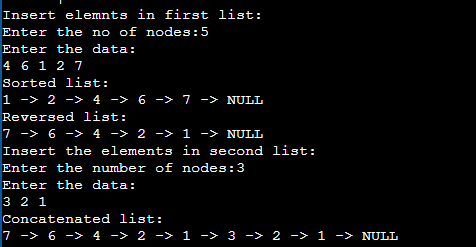 Insert elemnts in first list:
Enter the no of nodes:5
Enter the data:
4 6 1 2 7
Sorted list:
1 -> 2 -> 4 -> 6 -> 7 -> NULL
Reversed list:
7 -> 6 -> 4 -> 2 -> 1 -> NULL
Insert the elements in second list:
Enter the number of nodes:3
Enter the data:
3 2 1
Concatenated list:
7 -> 6 -> 4 -> 2 -> 1 -> 3 -> 2 -> 1 -> NULL